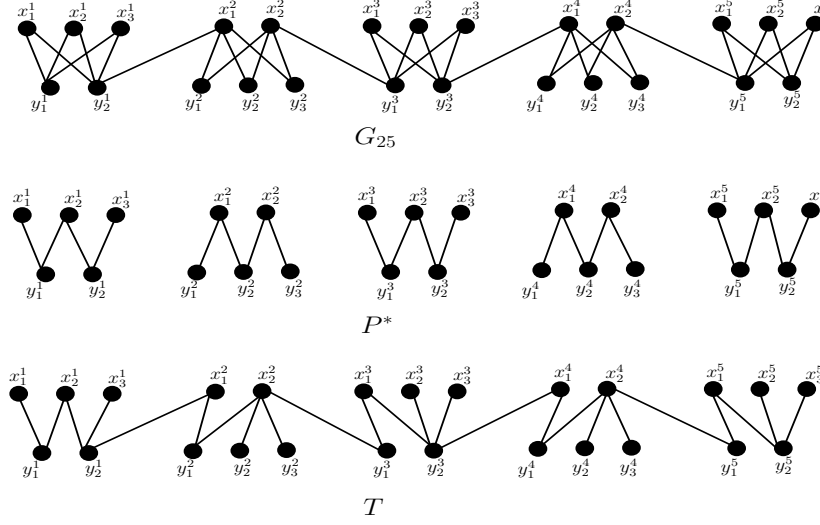 x_1^1 x_2^1 x_3^1 x_1^2 x_2^2 x_1^3 x_2^3 x_3^3 x_1^4 x_2^4 x_1^5 x_2^5 x
y_1^1 y_2^1 y_1^2 y_2^2 y_3^2 y_1^3 y_2^3 y_1^4 y_2^4 y_3^4 y_1^5 y_2^5
G_{25}
x_1^1 x_2^1 x_3^1 x_1^2 x_2^2 x_1^3 x_2^3 x_3^3 x_1^4 x_2^4 x_1^5 x_2^5 x
y_1^1 y_2^1 y_1^2 y_2^2 y_3^2 y_1^3 y_2^3 y_1^4 y_2^4 y_3^4 y_1^5 y_2^5
P^*
x_1^1 x_2^1 x_3^1 x_1^2 x_2^2 x_1^3 x_2^3 x_3^3 x_1^4 x_2^4 x_1^5 x_2^5 x_3^5
y_1^1 y_2^1 y_1^2 y_2^2 y_3^2 y_1^3 y_2^3 y_1^4 y_2^4 y_3^4 y_1^5 y_2^5
T